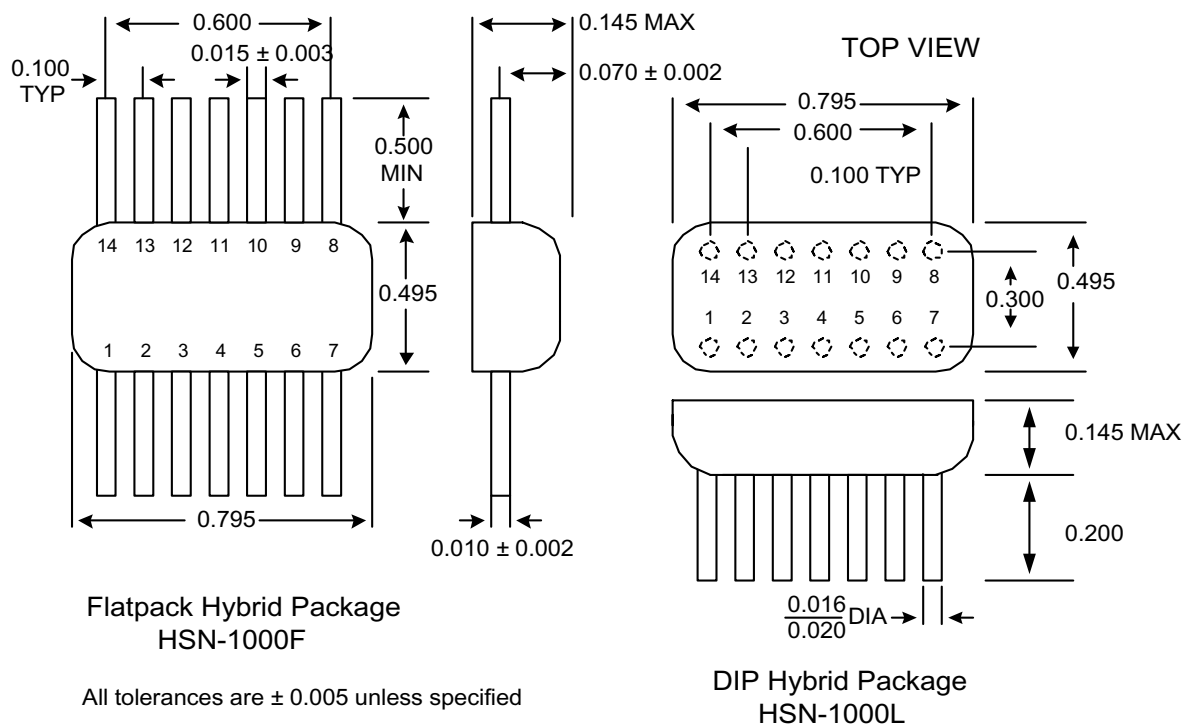 0.600
0.015 ± 0.003
0.100
TYP
0.145 MAX
0.070 ± 0.002
0.500
MIN
14 13 12 11 10 9 8
0.495
1 2 3 4 5 6 7
0.795
0.010 ± 0.002
Flatpack Hybrid Package
HSN-1000F
All tolerances are ± 0.005 unless specified
TOP VIEW
0.795
0.600
0.100 TYP
14 13 12 11 10 9 8
0.300
0.495
1 2 3 4 5 6 7
0.145 MAX
0.200
0.016
0.020
DIA
DIP Hybrid Package
HSN-1000L